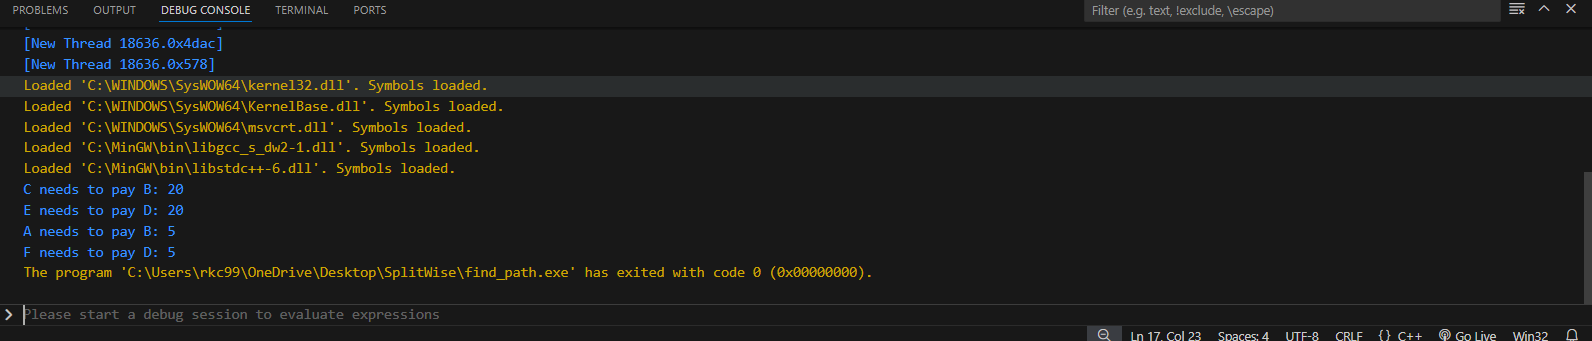 PROBLEMS OUTPUT DEBUG CONSOLE TERMINAL PORTS Filter (e.g. text, !exclude, \escape)
[New Thread 18636.0x4dac]
[New Thread 18636.0x578]
Loaded 'C:\WINDOWS\SysWOW64\kernel32.dll'. Symbols loaded.
Loaded 'C:\WINDOWS\SysWOW64\KernelBase.dll'. Symbols loaded.
Loaded 'C:\WINDOWS\SysWOW64\msvcrt.dll'. Symbols loaded.
Loaded 'C:\MinGW\bin\libgcc_s_dw2-1.dll'. Symbols loaded.
Loaded 'C:\MinGW\bin\libstdc++-6.dll'. Symbols loaded.
C needs to pay B: 20
E needs to pay D: 20
A needs to pay B: 5
F needs to pay D: 5
The program 'C:\Users\rkc99\OneDrive\Desktop\SplitWise\find_path.exe' has exited with code 0 (0x00000000).
Please start a debug session to evaluate expressions
Ln 17, Col 23 Spaces: 4 UTF-8 CRLF {} C++ Go Live Win32